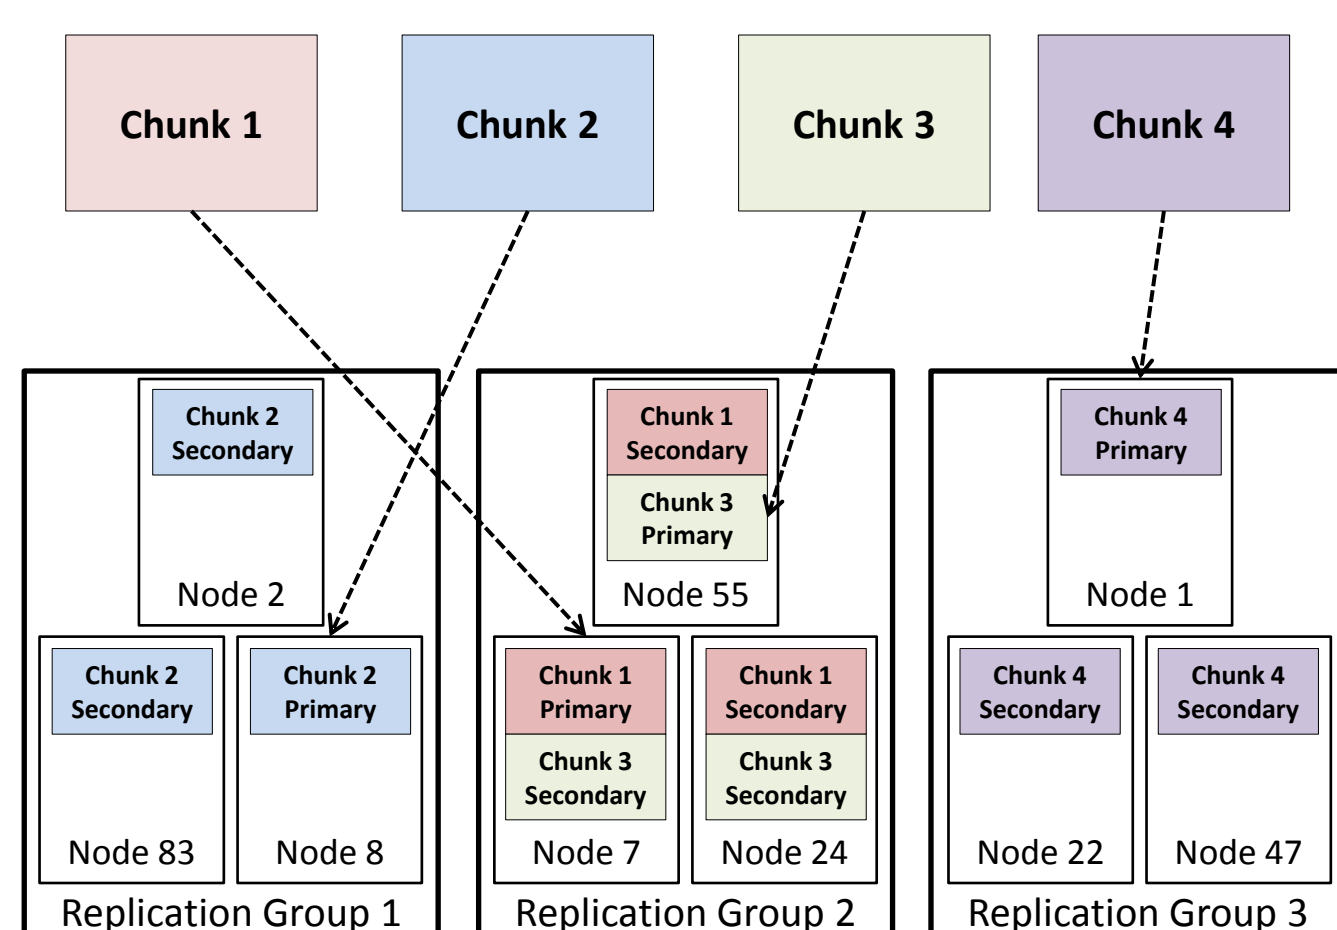 Chunk 1
Chunk 2
Chunk 3
Chunk 4
Chunk 2
Secondary
Node 2
Chunk 2
Secondary
Node 83
Chunk 2
Primary
Node 8
Replication Group 1
Chunk 1
Secondary
Chunk 3
Primary
Node 55
Chunk 1
Primary
Chunk 3
Secondary
Node 7
Chunk 1
Secondary
Chunk 3
Secondary
Node 24
Replication Group 2
Chunk 4
Primary
Node 1
Chunk 4
Secondary
Node 22
Chunk 4
Secondary
Node 47
Replication Group 3